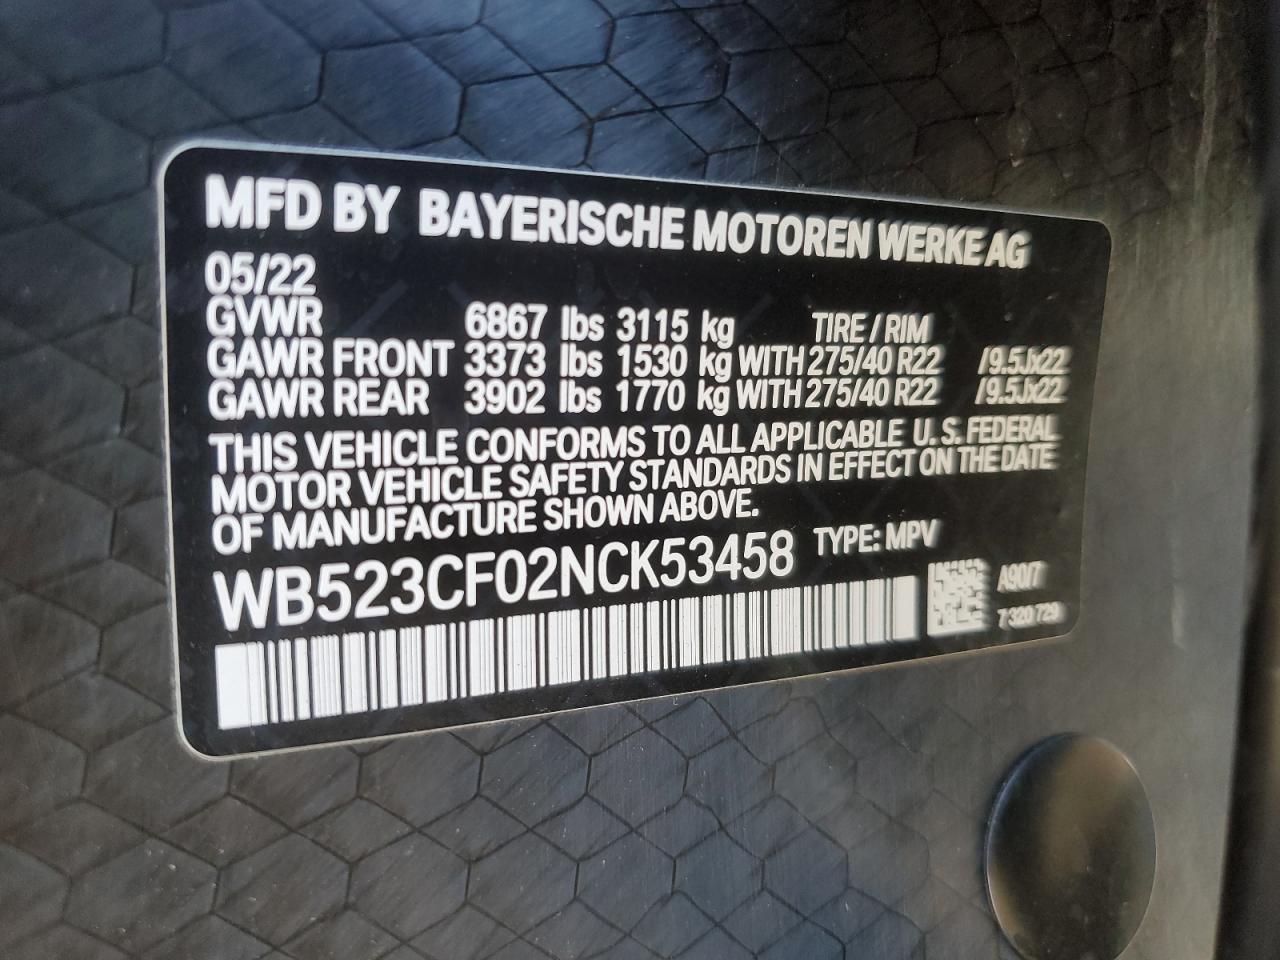 MFD BY BAYERISCHE MOTOREN WERKE AG
05/22
GVWR 6867 lbs 3115 kg TIRE / RIM
GAWR FRONT 3373 lbs 1530 kg WITH 275/40 R22 /9.5Jx22
GAWR REAR 3902 lbs 1770 kg WITH 275/40 R22 /9.5Jx22
THIS VEHICLE CONFORMS TO ALL APPLICABLE U. S. FEDERAL
MOTOR VEHICLE SAFETY STANDARDS IN EFFECT ON THE DATE
OF MANUFACTURE SHOWN ABOVE.
WB523CF02NCK53458 TYPE: MPV
A90/7
7 320 729